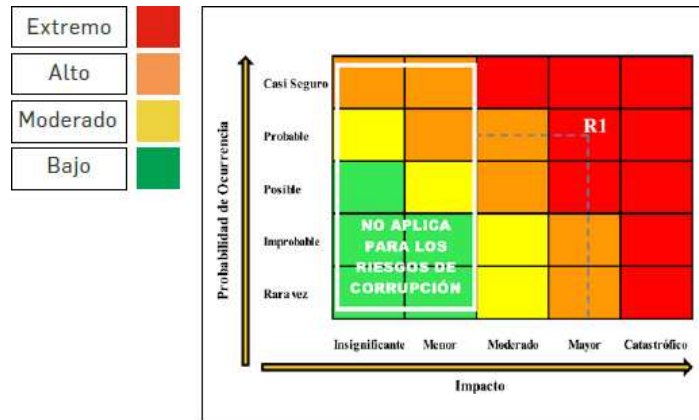 Extremo
Alto
Moderado
Bajo
Probabilidad de Ocurrencia
Casi Seguro
Probable
Posible
Improbable
Rara vez
R1
NO APLICA
PARA LOS
RIESGOS DE
CORRUPCIÓN
Insignificante
Menor
Moderado
Mayor
Catastrófico
Impacto